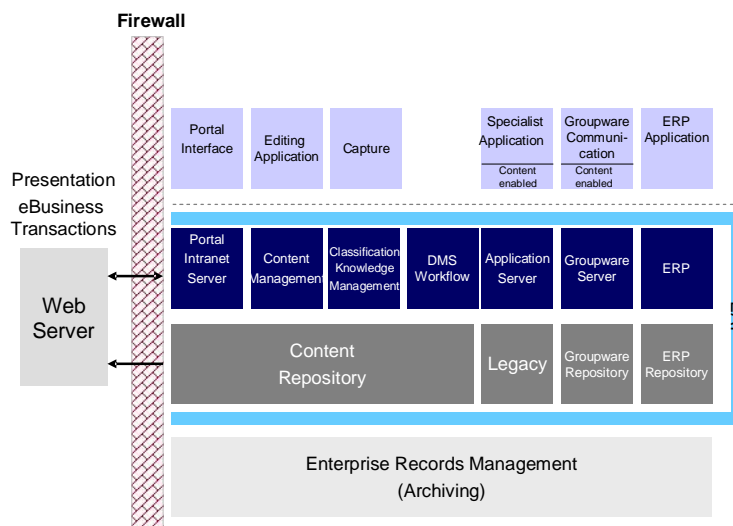 Firewall
Portal
Interface
Editing
Application
Capture
Specialist
Application
Content
enabled
Groupware
Communi-
cation
Content
enabled
ERP
Application
Presentation
eBusiness
Transactions
Web
Server
Portal
Intranet
Server
Content
Management
Classification
Knowledge
Management
DMS
Workflow
Application
Server
Groupware
Server
ERP
Content
Repository
Legacy
Groupware
Repository
ERP
Repository
Enterprise Records Management
(Archiving)